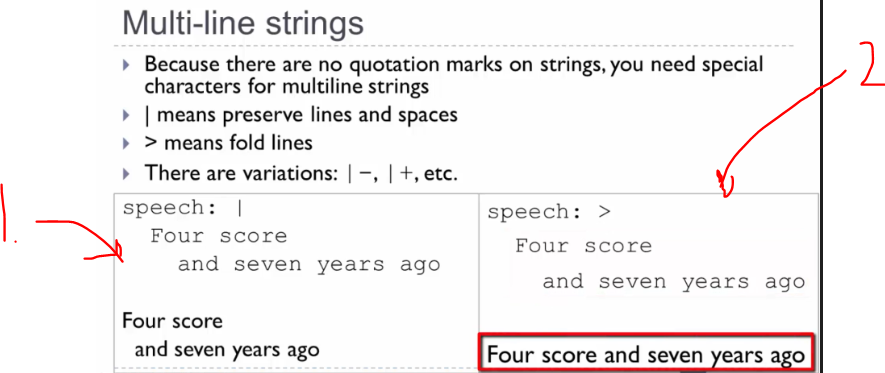 Multi-line strings
Because there are no quotation marks on strings, you need special
characters for multiline strings
| means preserve lines and spaces
> means fold lines
There are variations: |−, |+, etc.
1.
speech: |
Four score
and seven years ago
Four score
and seven years ago
2
speech: >
Four score
and seven years ago
Four score and seven years ago